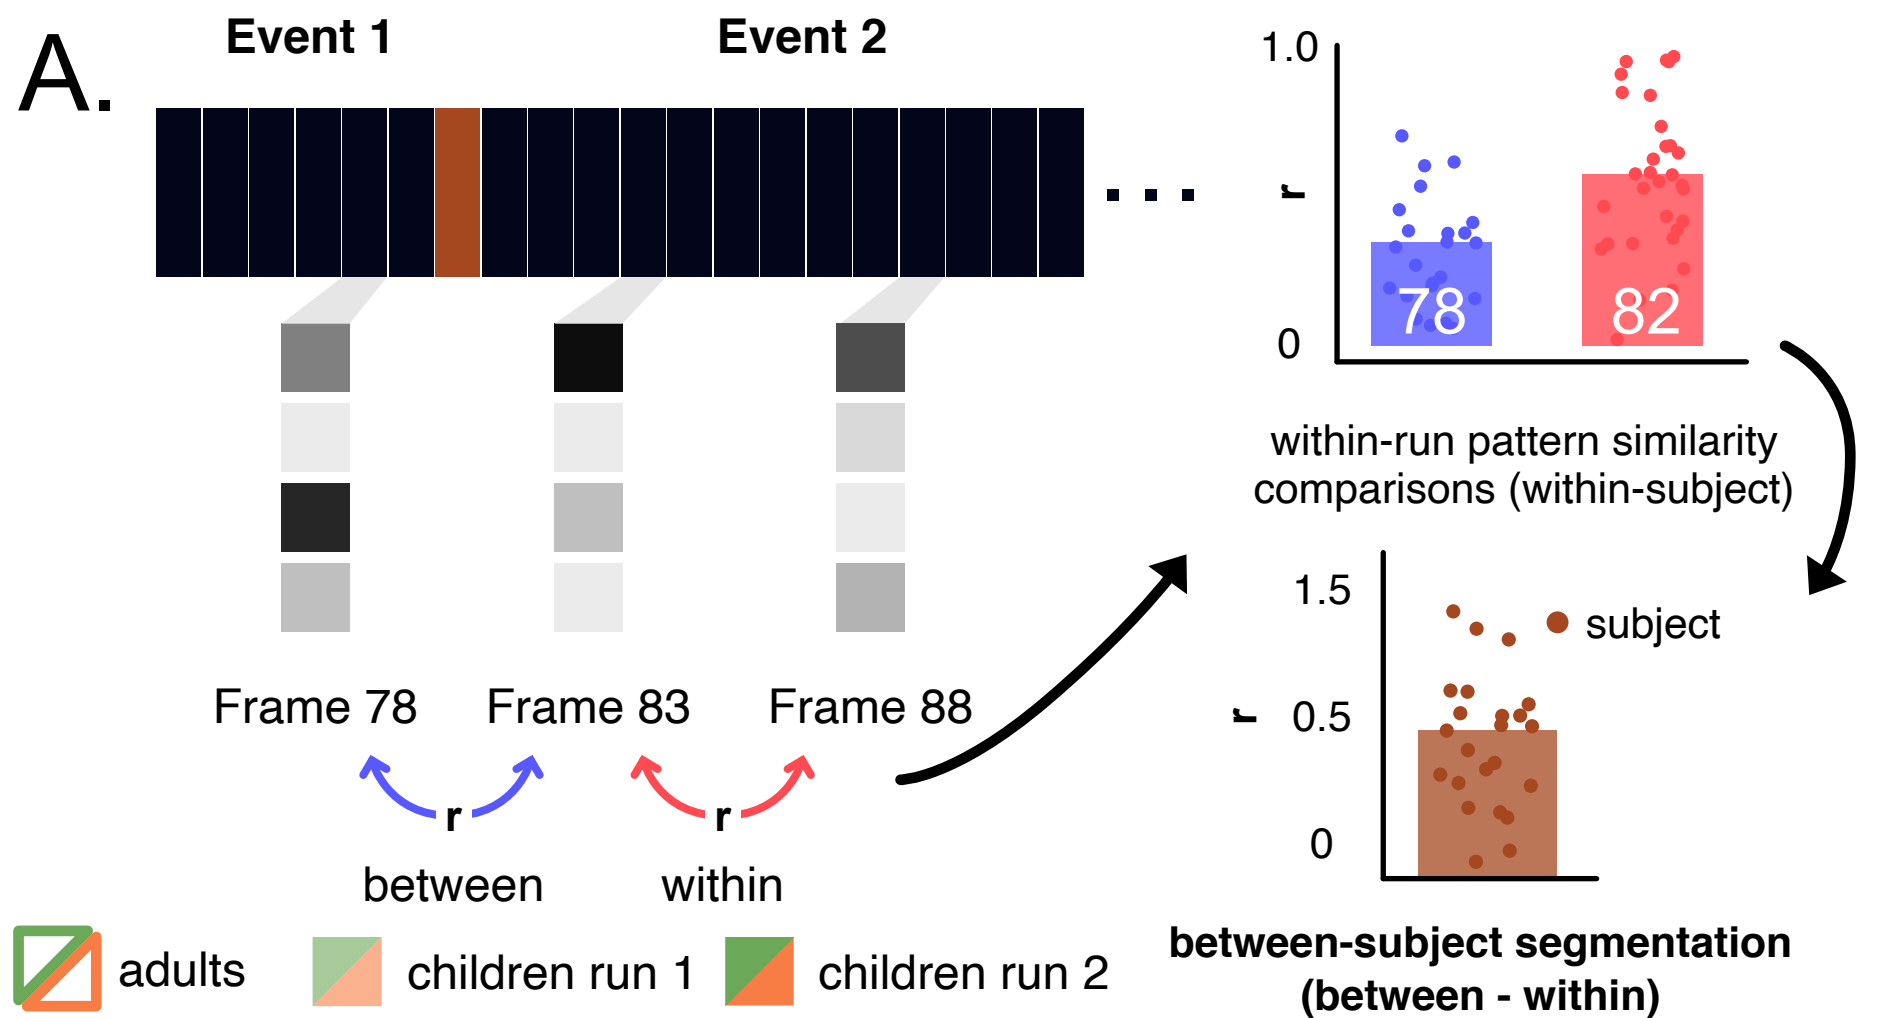 A.
Event 1
Event 2
. . .
Frame 78
Frame 83
Frame 88
r
r
between
within
adults
children run 1
children run 2
1.0
r
0
78
82
within-run pattern similarity
comparisons (within-subject)
1.5
subject
r
0.5
0
between-subject segmentation
(between - within)